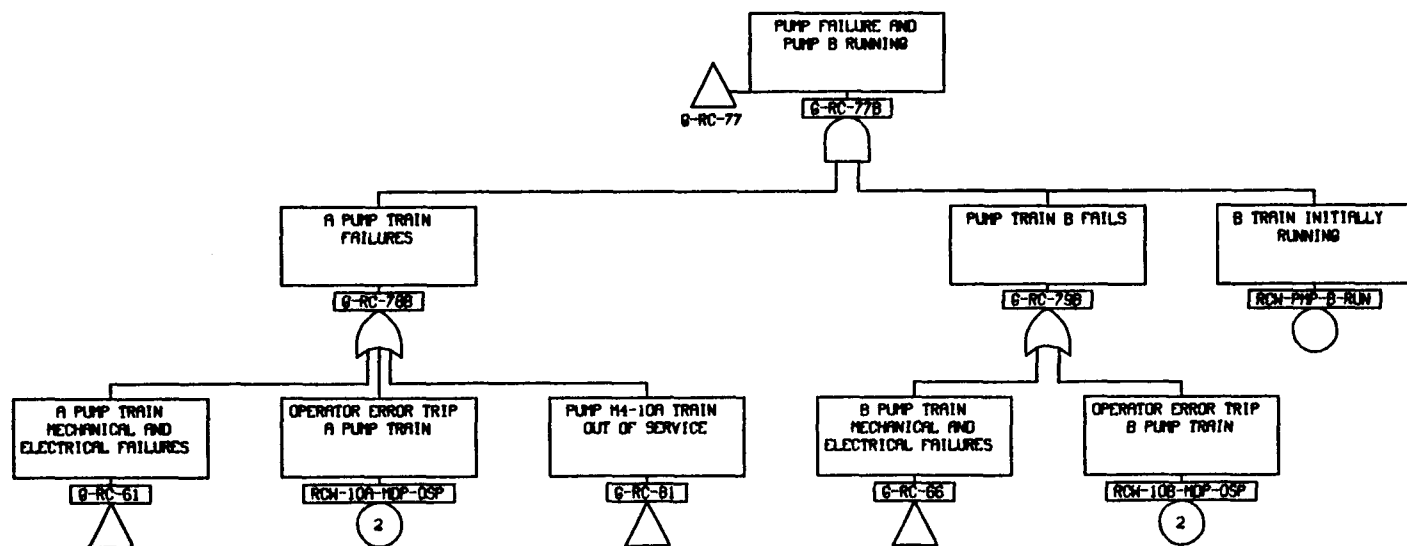 PUMP FAILURE AND
PUMP B RUNNING
G-RC-77
G-RC-77B
A PUMP TRAIN
FAILURES
PUMP TRAIN B FAILS
B TRAIN INITIALLY
RUNNING
G-RC-78B
G-RC-79B
RCW-PMP-B-RUN
A PUMP TRAIN
MECHANICAL AND
ELECTRICAL FAILURES
OPERATOR ERROR TRIP
A PUMP TRAIN
PUMP M4-10A TRAIN
OUT OF SERVICE
B PUMP TRAIN
MECHANICAL AND
ELECTRICAL FAILURES
OPERATOR ERROR TRIP
B PUMP TRAIN
G-RC-61
RCW-10A-MDP-OSP
G-RC-81
G-RC-66
RCW-10B-MDP-OSP
2
2